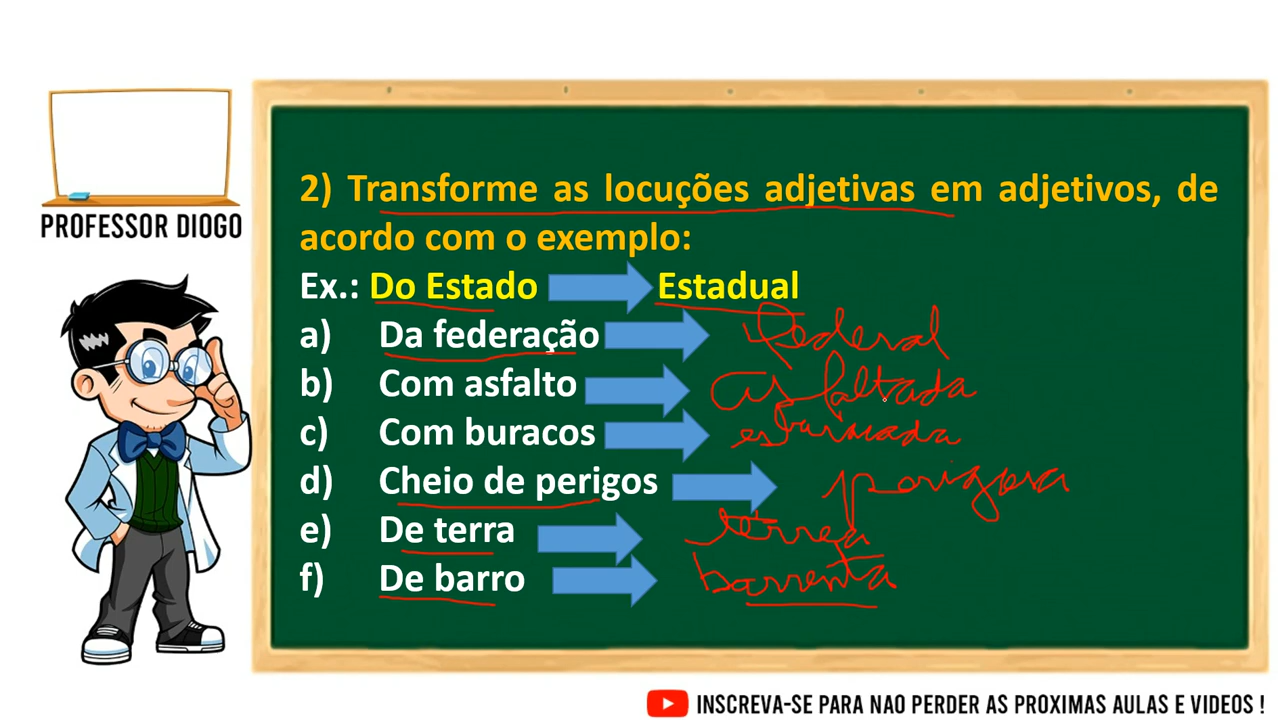 PROFESSOR DIOGO
2) Transforme as locuções adjetivas em adjetivos, de
acordo com o exemplo:
Ex.: Do Estado Estadual
a) Da federação federal
b) Com asfalto asfaltada
c) Com buracos esburacada
d) Cheio de perigos perigosa
e) De terra térrea
f) De barro barrenta
INSCREVA-SE PARA NAO PERDER AS PROXIMAS AULAS E VIDEOS !